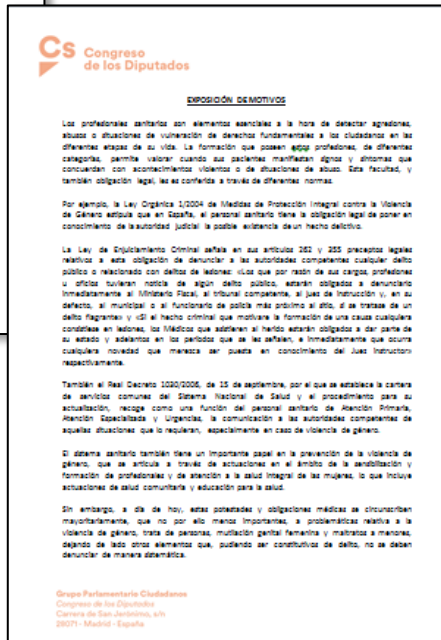 Cs Congreso
de los Diputados
EXPOSICIÓN DE MOTIVOS
Los profesionales sanitarios son elementos esenciales a la hora de detectar agresiones,
abusos o situaciones de vulneración de derechos fundamentales a los ciudadanos en las
diferentes etapas de su vida. La formación que poseen estos profesiones, de diferentes
categorías, permite valorar cuando sus pacientes manifiestan signos y síntomas que
concuerdan con acontecimientos violentos o de situaciones de abuso. Esta facultad, y
también obligación legal, les es conferida a través de diferentes normas.
Por ejemplo, la Ley Orgánica 1/2004 de Medidas de Protección Integral contra la Violencia
de Género estipula que en España, el personal sanitario tiene la obligación legal de poner en
conocimiento de la autoridad judicial la posible existencia de un hecho delictivo.
La Ley de Enjuiciamiento Criminal señala en sus artículos 262 y 355 preceptos legales
relativos a esta obligación de denunciar a las autoridades competentes cualquier delito
público o relacionado con delitos de lesiones: «Los que por razón de sus cargos, profesiones
u oficios tuvieran noticia de algún delito público, estarán obligados a denunciarlo
inmediatamente al Ministerio Fiscal, al tribunal competente, al juez de instrucción y, en su
defecto, al municipal o al funcionario de policía más próximo al sitio, si se tratase de un
delito flagrante» y «Si el hecho criminal que motivare la formación de una causa cualquiera
consistiese en lesiones, los Médicos que asistieren al herido estarán obligados a dar parte de
su estado y adelantos en los períodos que se les señalen, e inmediatamente que ocurra
cualquiera novedad que merezca ser puesta en conocimiento del Juez instructor»
respectivamente.
También el Real Decreto 1030/2006, de 15 de septiembre, por el que se establece la cartera
de servicios comunes del Sistema Nacional de Salud y el procedimiento para su
actualización, recoge como una función del personal sanitario de Atención Primaria,
Atención Especializada y Urgencias, la comunicación a las autoridades competentes de
aquellas situaciones que lo requieran, especialmente en caso de violencia de género.
El sistema sanitario también tiene un importante papel en la prevención de la violencia de
género, que se articula a través de actuaciones en el ámbito de la sensibilización y
formación de profesionales y de atención a la salud integral de las mujeres, lo que incluye
actuaciones de salud comunitaria y educación para la salud.
Sin embargo, a día de hoy, estas potestades y obligaciones médicas se circunscriben
mayoritariamente, que no por ello menos importantes, a problemáticas relativa a la
violencia de género, trata de personas, mutilación genital femenina y maltratos a menores,
dejando de lado otros elementos que, pudiendo ser constitutivos de delito, no se deben
denunciar de manera sistemática.
Grupo Parlamentario Ciudadanos
Congreso de los Diputados
Carrera de San Jerónimo, s/n
28071 - Madrid - España